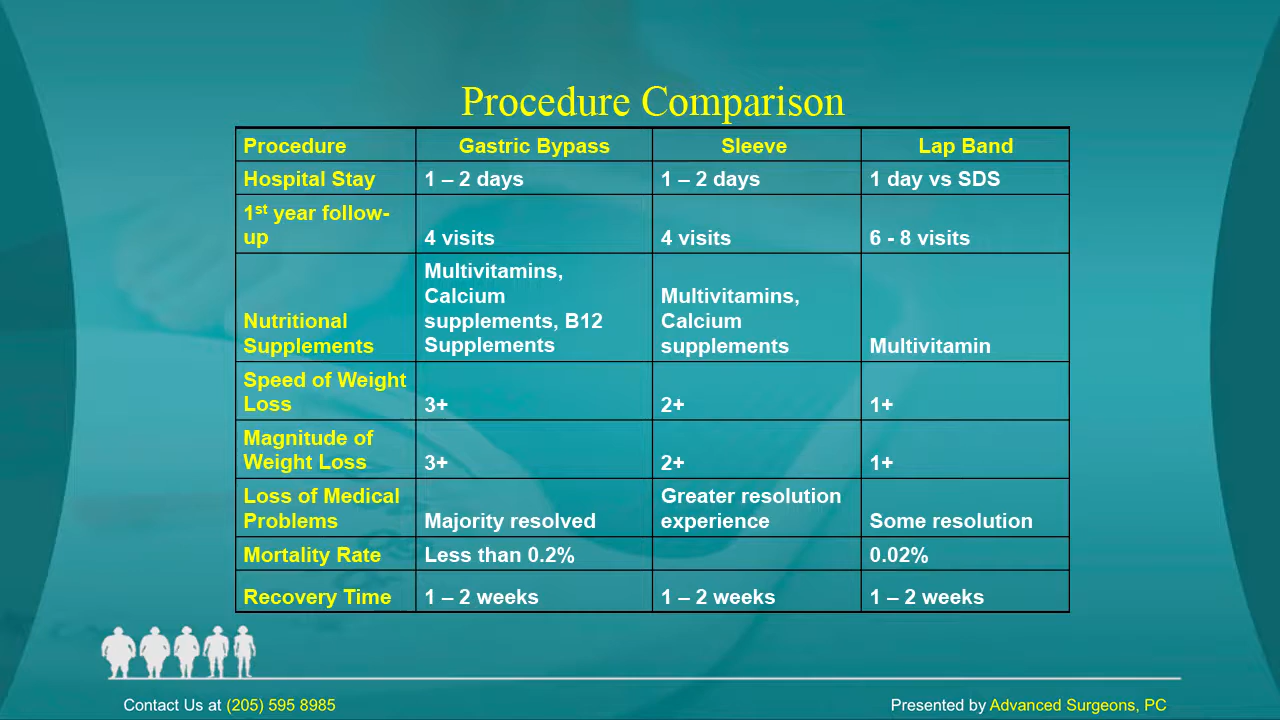 Procedure Comparison
Procedure Gastric Bypass Sleeve Lap Band
Hospital Stay 1 – 2 days 1 – 2 days 1 day vs SDS
1st year follow-
up 4 visits 4 visits 6 - 8 visits
Multivitamins,
Calcium Multivitamins,
Nutritional supplements, B12 Calcium
Supplements Supplements supplements Multivitamin
Speed of Weight
Loss 3+ 2+ 1+
Magnitude of
Weight Loss 3+ 2+ 1+
Loss of Medical Greater resolution
Problems Majority resolved experience Some resolution
Mortality Rate Less than 0.2% 0.02%
Recovery Time 1 – 2 weeks 1 – 2 weeks 1 – 2 weeks
Contact Us at (205) 595 8985 Presented by Advanced Surgeons, PC